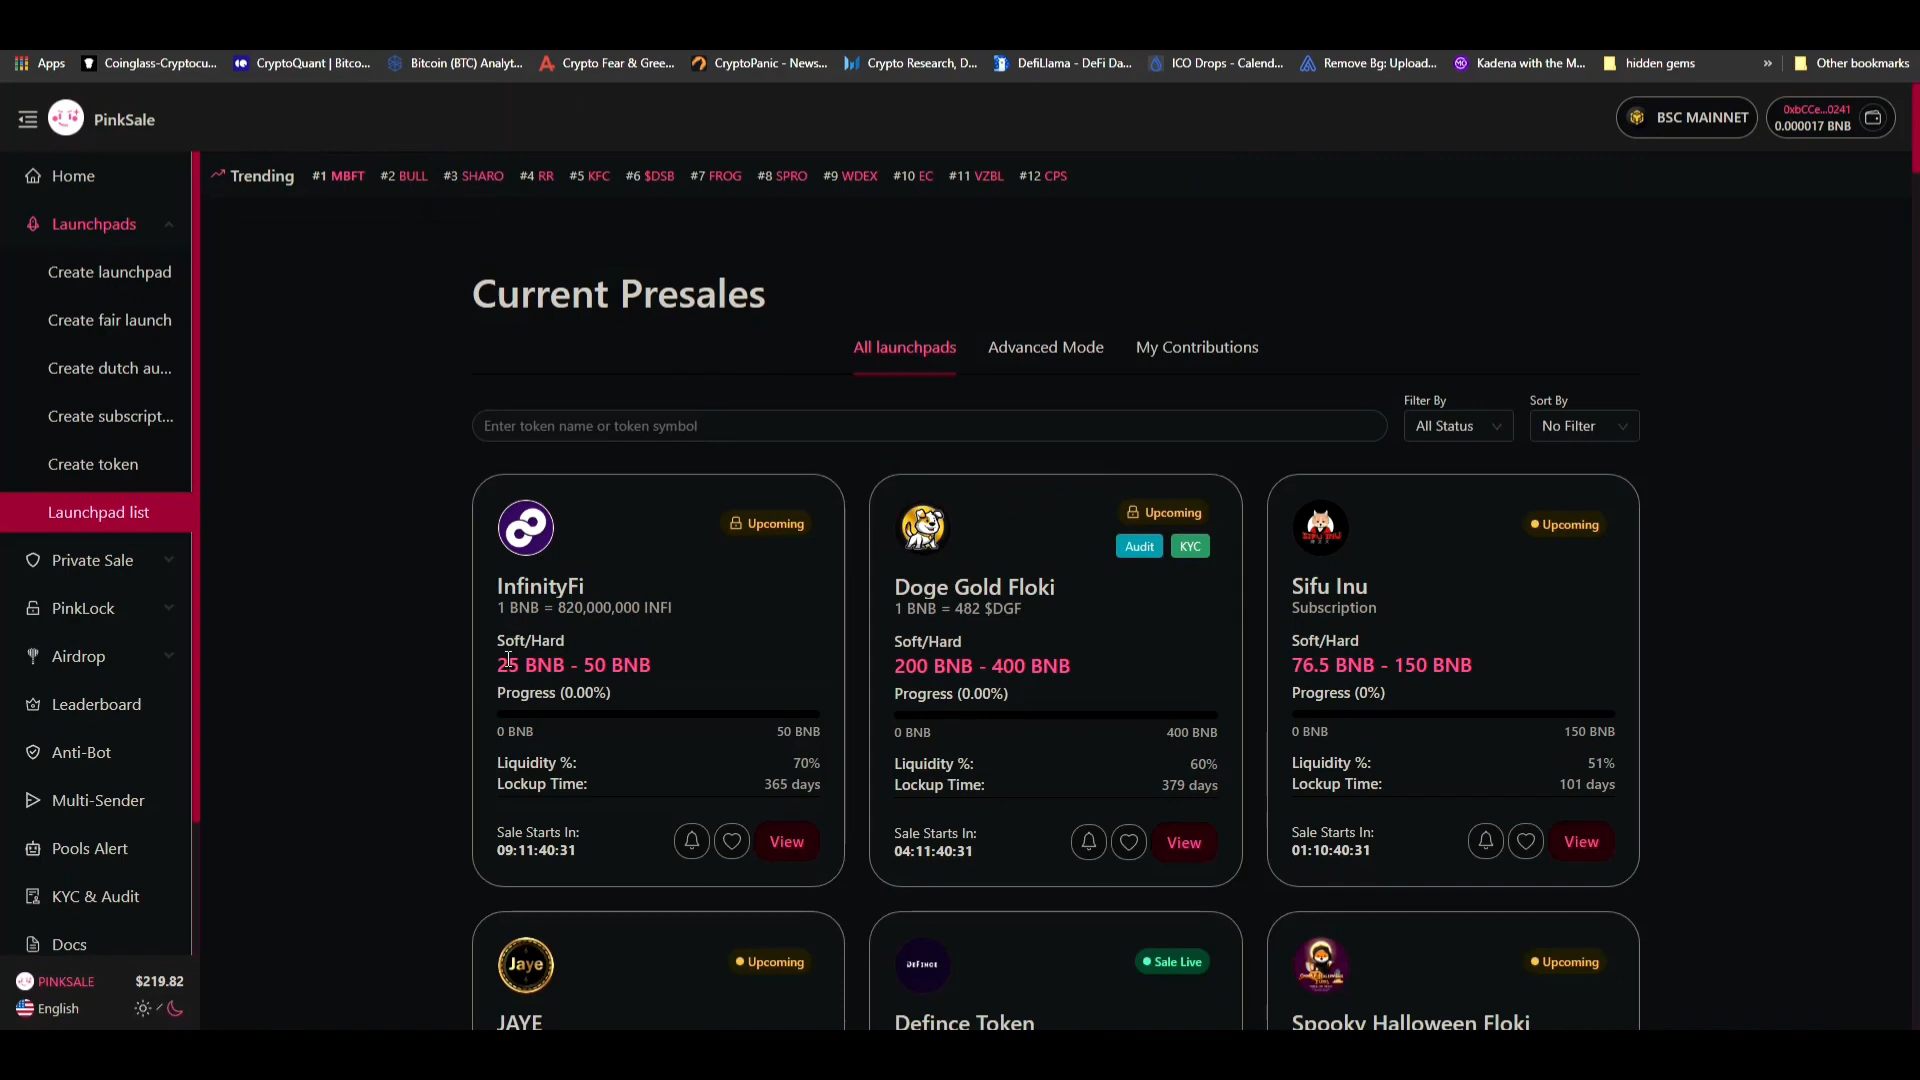 Apps Coinglass-Cryptocu... CryptoQuant | Bitco... Bitcoin (BTC) Analyt... Crypto Fear & Gree... CryptoPanic - News... Crypto Research, D... DefiLlama - DeFi Da... ICO Drops - Calend... Remove Bg: Upload... Kadena with the M... hidden gems » Other bookmarks
PinkSale
BSC MAINNET
0xbCCe...0241
0.000017 BNB
Home
Launchpads
Create launchpad
Create fair launch
Create dutch au...
Create subscript...
Create token
Launchpad list
Private Sale
PinkLock
Airdrop
Leaderboard
Anti-Bot
Multi-Sender
Pools Alert
KYC & Audit
Docs
PINKSALE $219.82
English
Trending #1 MBFT #2 BULL #3 SHARO #4 RR #5 KFC #6 $DSB #7 FROG #8 SPRO #9 WDEX #10 EC #11 VZBL #12 CPS
Current Presales
All launchpads Advanced Mode My Contributions
Enter token name or token symbol
Filter By
All Status
Sort By
No Filter
Upcoming
InfinityFi
1 BNB = 820,000,000 INFI
Soft/Hard
25 BNB - 50 BNB
Progress (0.00%)
0 BNB 50 BNB
Liquidity %: 70%
Lockup Time: 365 days
Sale Starts In:
09:11:40:31
View
Upcoming
Audit KYC
Doge Gold Floki
1 BNB = 482 $DGF
Soft/Hard
200 BNB - 400 BNB
Progress (0.00%)
0 BNB 400 BNB
Liquidity %: 60%
Lockup Time: 379 days
Sale Starts In:
04:11:40:31
View
SIFU INU
Upcoming
Sifu Inu
Subscription
Soft/Hard
76.5 BNB - 150 BNB
Progress (0%)
0 BNB 150 BNB
Liquidity %: 51%
Lockup Time: 101 days
Sale Starts In:
01:10:40:31
View
Jaye
Upcoming
JAYE
DEFINCE
Sale Live
Defince Token
Upcoming
Spooky Halloween Floki